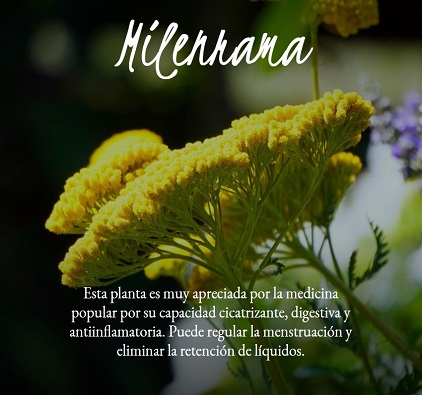 Milenrama
Esta planta es muy apreciada por la medicina
popular por su capacidad cicatrizante, digestiva y
antiinflamatoria. Puede regular la menstruación y
eliminar la retención de líquidos.